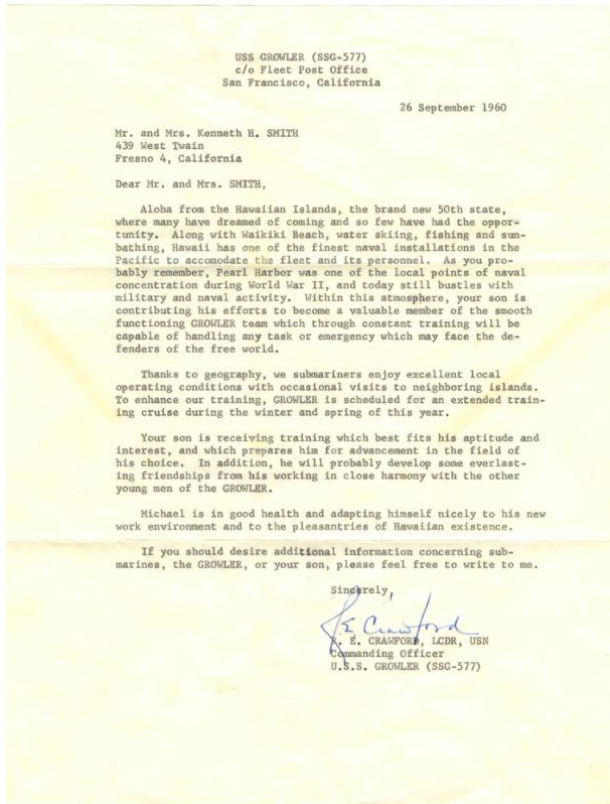 USS GROWLER (SSG-577)
c/o Fleet Post Office
San Francisco, California
26 September 1960
Mr. and Mrs. Kenneth H. SMITH
439 West Twain
Fresno 4, California
Dear Mr. and Mrs. SMITH,
Aloha from the Hawaiian Islands, the brand new 50th state,
where many have dreamed of coming and so few have had the oppor-
tunity. Along with Waikiki Beach, water skiing, fishing and sun-
bathing, Hawaii has one of the finest naval installations in the
Pacific to accomodate the fleet and its personnel. As you pro-
bably remember, Pearl Harbor was one of the local points of naval
concentration during World War II, and today still bustles with
military and naval activity. Within this atmosphere, your son is
contributing his efforts to become a valuable member of the smooth
functioning GROWLER team which through constant training will be
capable of handling any task or emergency which may face the de-
fenders of the free world.
Thanks to geography, we submariners enjoy excellent local
operating conditions with occasional visits to neighboring islands.
To enhance our training, GROWLER is scheduled for an extended train-
ing cruise during the winter and spring of this year.
Your son is receiving training which best fits his aptitude and
interest, and which prepares him for advancement in the field of
his choice. In addition, he will probably develop some everlast-
ing friendships from his working in close harmony with the other
young men of the GROWLER.
Michael is in good health and adapting himself nicely to his new
work environment and to the pleasantries of Hawaiian existence.
If you should desire additional information concerning sub-
marines, the GROWLER, or your son, please feel free to write to me.
Sincerely,
E. Crawford
E. CRAWFORD, LCDR, USN
Commanding Officer
U.S.S. GROWLER (SSG-577)